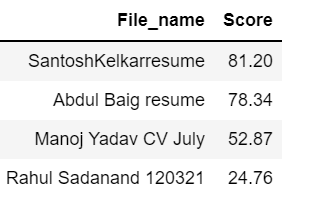 File_name Score
SantoshKelkarresume 81.20
Abdul Baig resume 78.34
Manoj Yadav CV July 52.87
Rahul Sadanand 120321 24.76